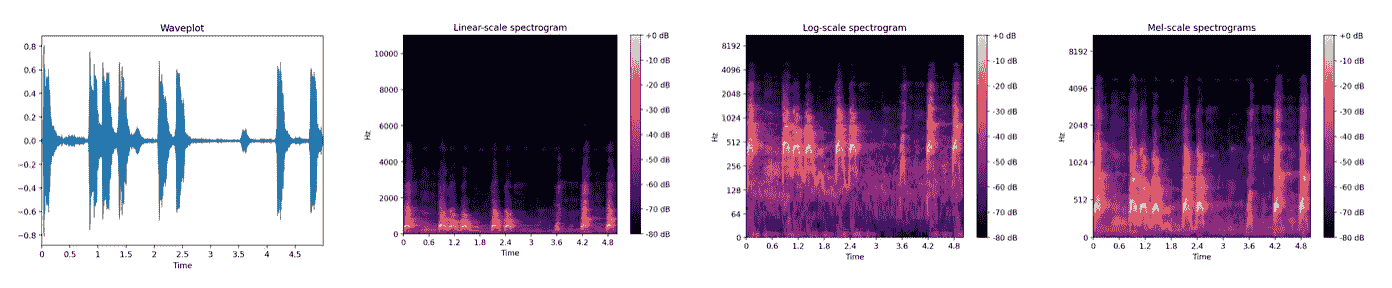 Waveplot
0.8
0.6
0.4
0.2
0.0
−0.2
−0.4
−0.6
−0.8
0 0.5 1 1.5 2 2.5 3 3.5 4 4.5
Time
Linear-scale spectrogram
10000
8000
6000
4000
2000
0
Hz
0 0.6 1.2 1.8 2.4 3 3.6 4.2 4.8
Time
+0 dB
-10 dB
-20 dB
-30 dB
-40 dB
-50 dB
-60 dB
-70 dB
-80 dB
Log-scale spectrogram
8192
4096
2048
1024
512
256
128
64
0
Hz
0 0.6 1.2 1.8 2.4 3 3.6 4.2 4.8
Time
+0 dB
-10 dB
-20 dB
-30 dB
-40 dB
-50 dB
-60 dB
-70 dB
-80 dB
Mel-scale spectrograms
8192
4096
2048
1024
512
0
Hz
0 0.6 1.2 1.8 2.4 3 3.6 4.2 4.8
Time
+0 dB
-10 dB
-20 dB
-30 dB
-40 dB
-50 dB
-60 dB
-70 dB
-80 dB